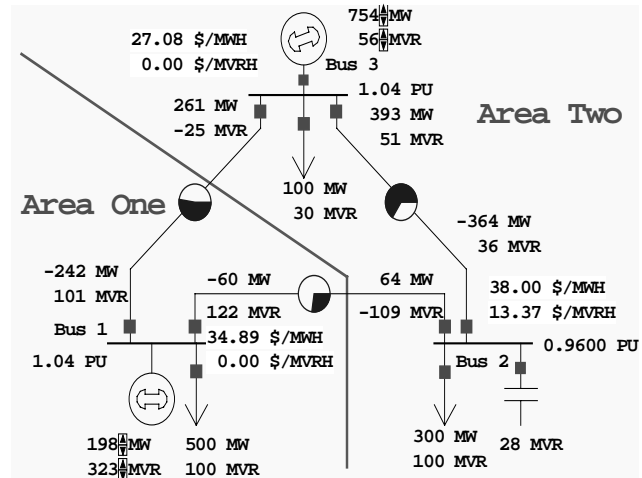 754 MW
27.08 $/MWH
56 MVR
0.00 $/MVRH
Bus 3
1.04 PU
261 MW
-25 MVR
393 MW
51 MVR
Area Two
100 MW
30 MVR
Area One
-364 MW
36 MVR
-242 MW
101 MVR
-60 MW
122 MVR
64 MW
-109 MVR
38.00 $/MWH
13.37 $/MVRH
Bus 1
34.89 $/MWH
0.00 $/MVRH
1.04 PU
Bus 2
0.9600 PU
198 MW
323 MVR
500 MW
100 MVR
300 MW
100 MVR
28 MVR